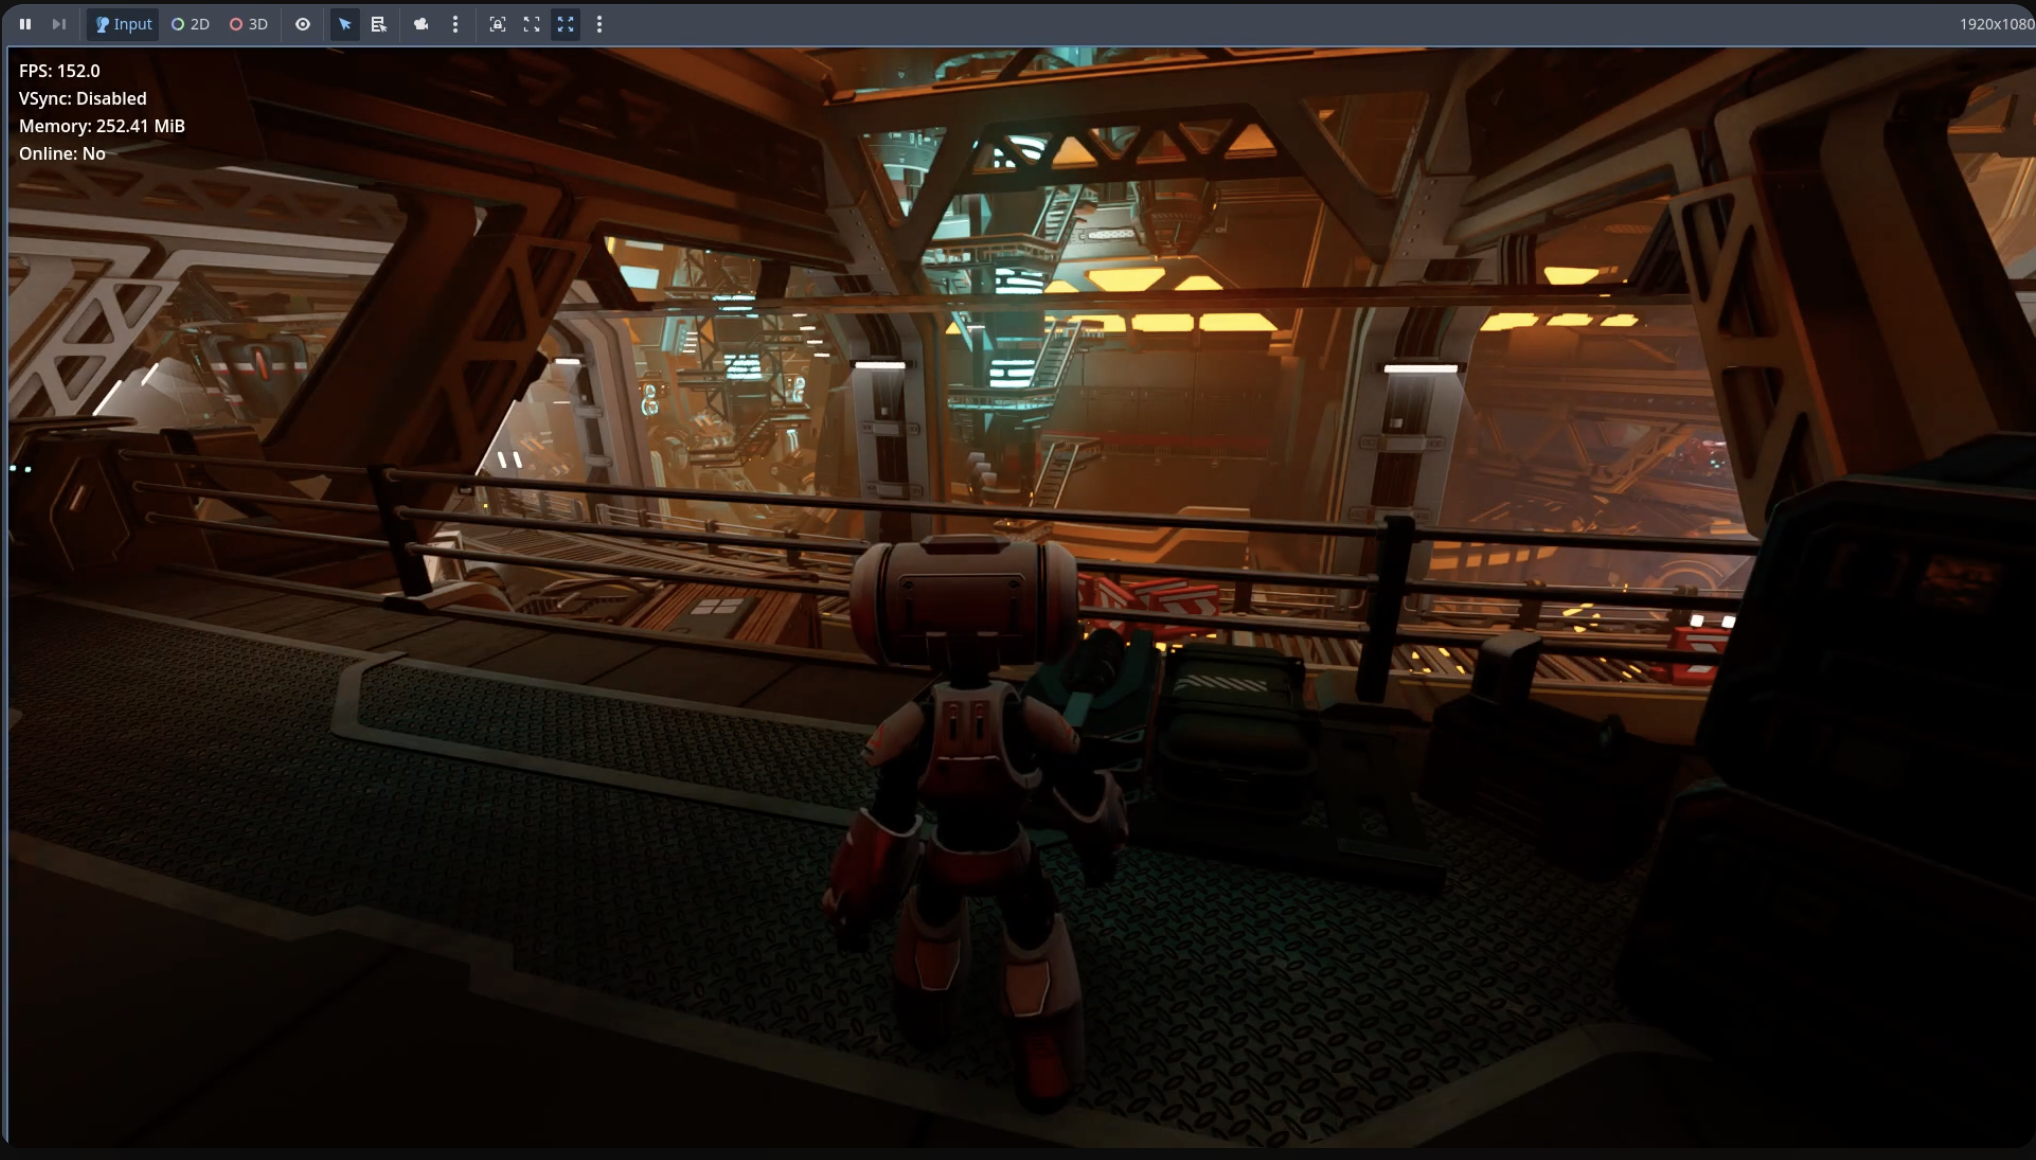 Input 2D 3D 1920x1080
FPS: 152.0
VSync: Disabled
Memory: 252.41 MiB
Online: No